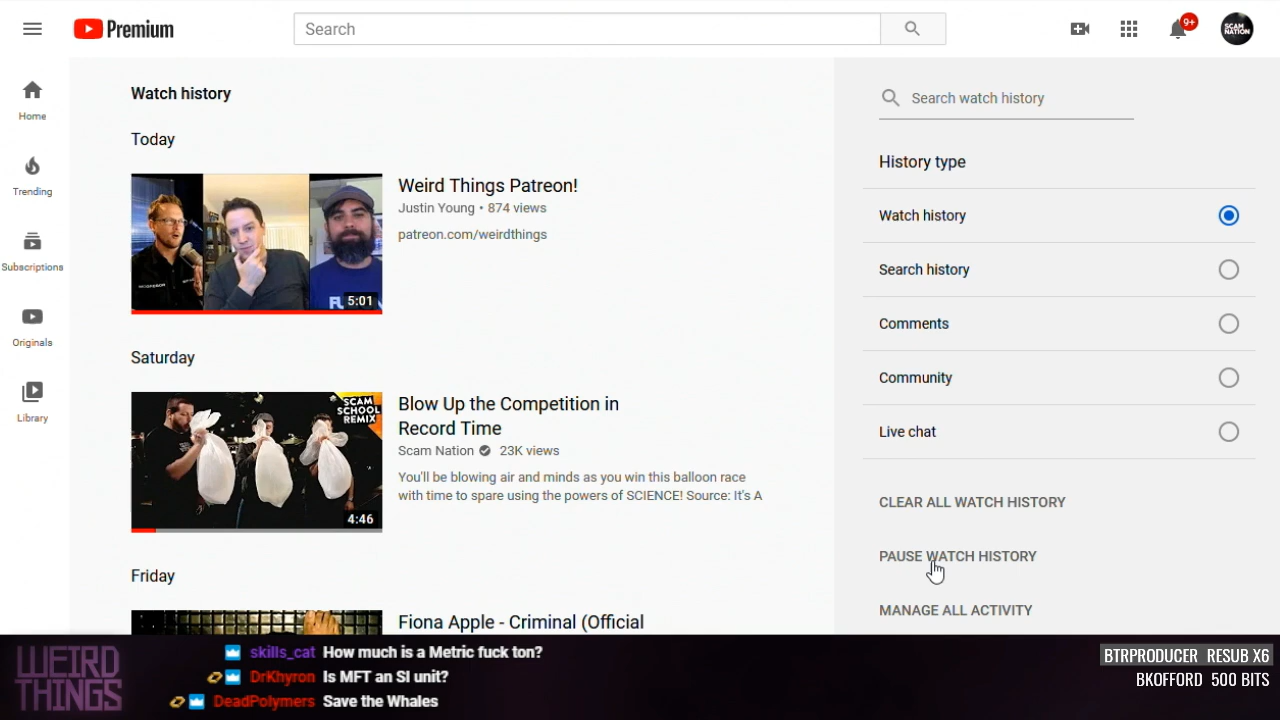 Premium
Search
9+
SCAM
NATION
Home
Trending
Subscriptions
Originals
Library
Watch history
Today
5:01
Weird Things Patreon!
Justin Young • 874 views
patreon.com/weirdthings
Saturday
SCAM
SCHOOL
REMIX
4:46
Blow Up the Competition in
Record Time
Scam Nation 23K views
You'll be blowing air and minds as you win this balloon race
with time to spare using the powers of SCIENCE! Source: It's A
Friday
Fiona Apple - Criminal (Official
Search watch history
History type
Watch history
Search history
Comments
Community
Live chat
CLEAR ALL WATCH HISTORY
PAUSE WATCH HISTORY
MANAGE ALL ACTIVITY
WEIRD
THINGS
skills_cat How much is a Metric fuck ton?
DrKhyron Is MFT an SI unit?
DeadPolymers Save the Whales
BTRPRODUCER RESUB X6
BKOFFORD 500 BITS